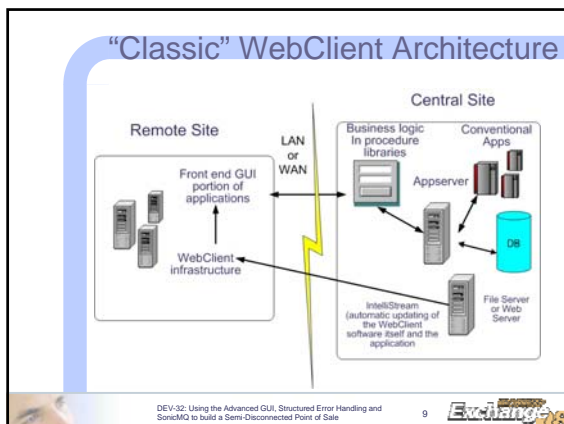 “Classic” WebClient Architecture
Central Site
Remote Site
LAN
or
WAN
Business logic
In procedure
libraries
Conventional
Apps
Front end GUI
portion of
applications
Appserver
DB
WebClient
infrastructure
IntelliStream
(automatic updating of
the WebClient
software itself and the
application
File Server
or Web
Server
DEV-32: Using the Advanced GUI, Structured Error Handling and
SonicMQ to build a Semi-Disconnected Point of Sale
9
Exchange